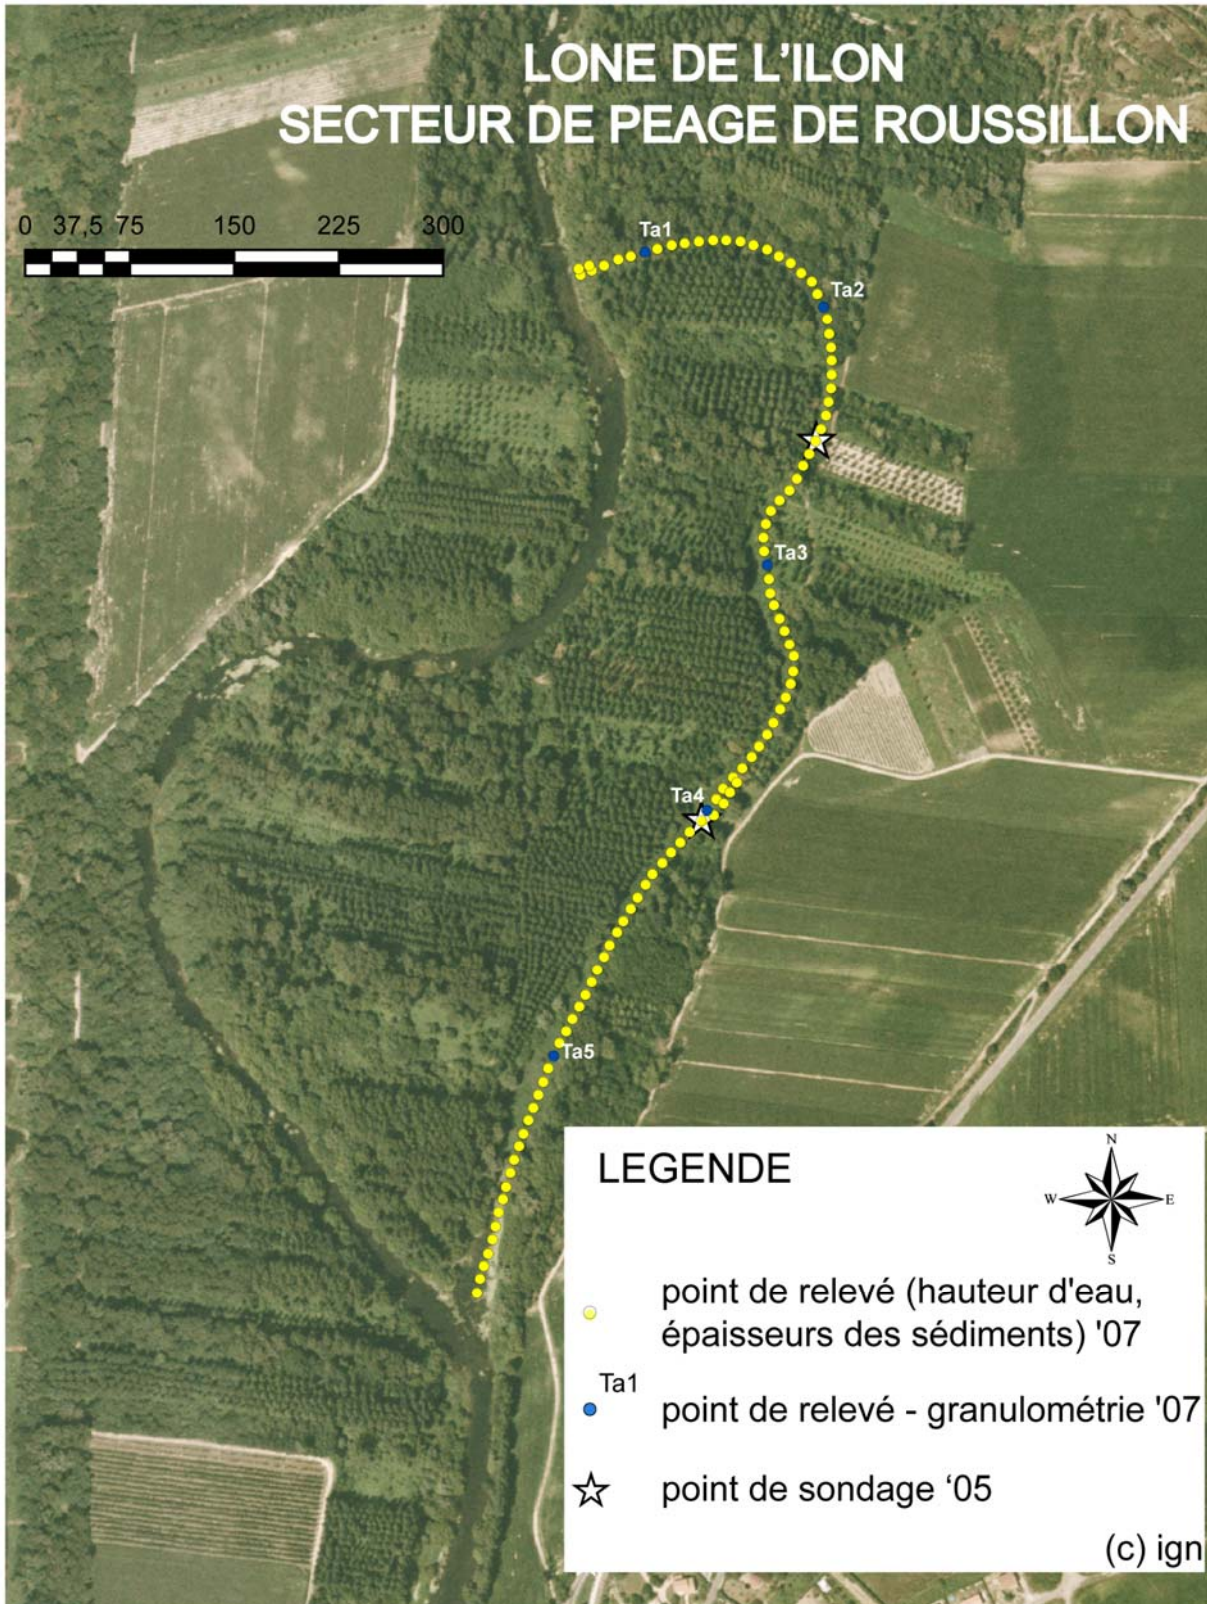 LONE DE L'ILON
SECTEUR DE PEAGE DE ROUSSILLON
0 37,5 75 150 225 300
Ta1
Ta2
Ta3
Ta4
Ta5
LEGENDE
N
W E
S
point de relevé (hauteur d'eau,
épaisseurs des sédiments) '07
Ta1
point de relevé - granulométrie '07
point de sondage ‘05
(c) ign